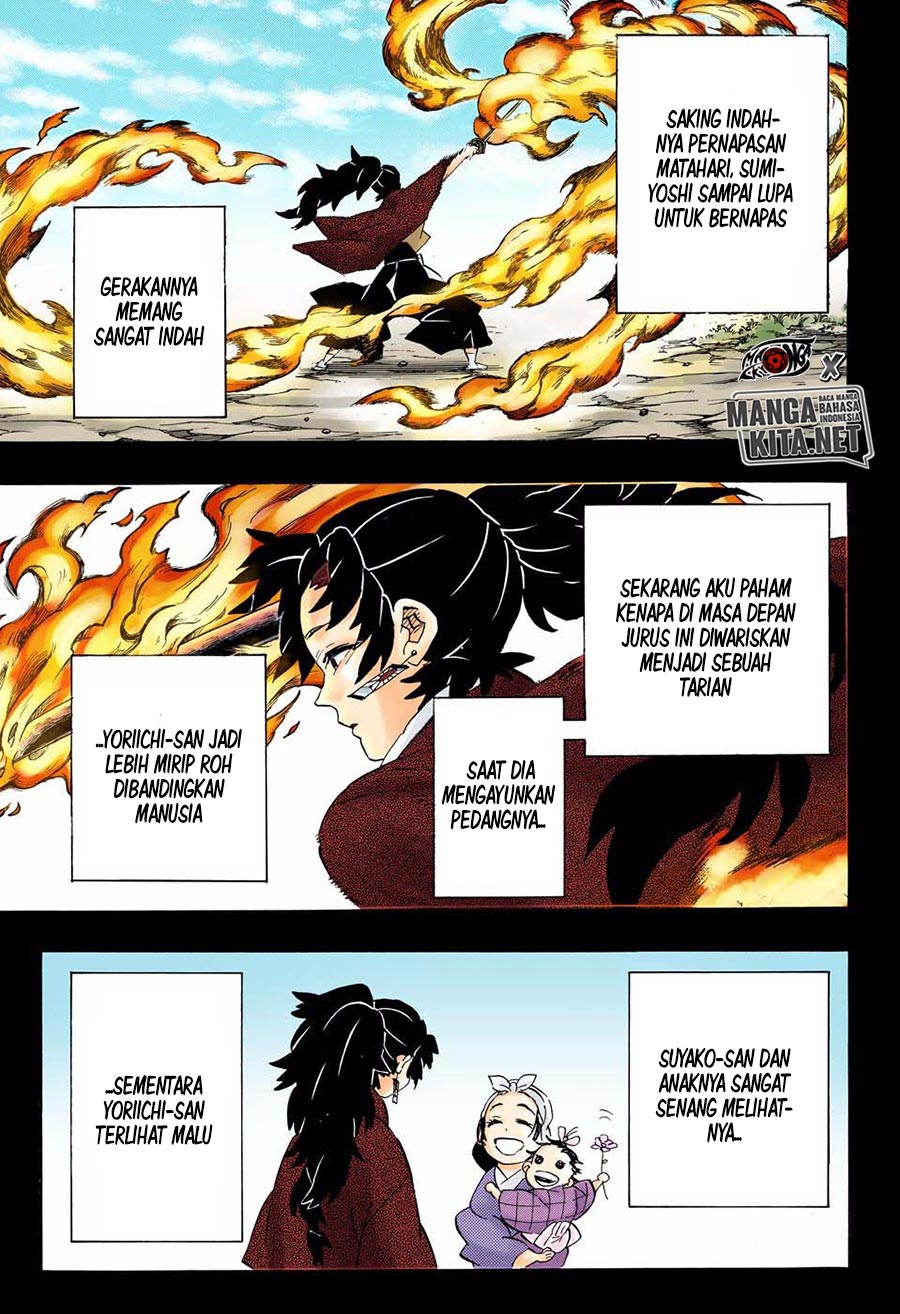 SAKING INDAH-
NYA PERNAPASAN
MATAHARI, SUMI-
YOSHI SAMPAI LUPA
UNTUK BERNAPAS
GERAKANNYA
MEMANG
SANGAT INDAH
X
MANGA
KITA.NET
BACA MANGA
BAHASA
INDONESIA
SEKARANG AKU PAHAM
KENAPA DI MASA DEPAN
JURUS INI DIWARISKAN
MENJADI SEBUAH
TARIAN
SAAT DIA
MENGAYUNKAN
PEDANGNYA...
...YORIICHI-SAN JADI
LEBIH MIRIP ROH
DIBANDINGKAN
MANUSIA
SUYAKO-SAN DAN
ANAKNYA SANGAT
SENANG MELIHAT-
NYA...
...SEMENTARA
YORIICHI-SAN
TERLIHAT MALU